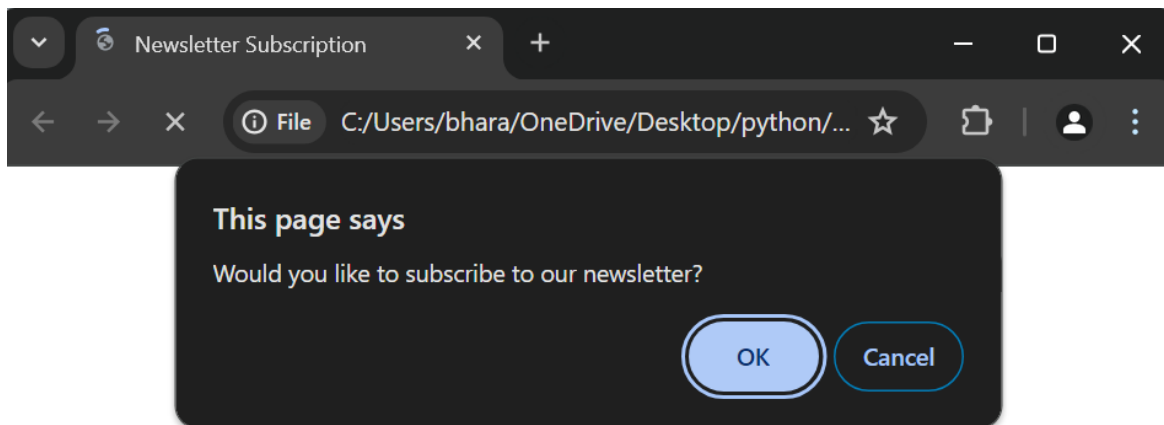 Newsletter Subscription
File C:/Users/bhara/OneDrive/Desktop/python/...
This page says
Would you like to subscribe to our newsletter?
OK Cancel